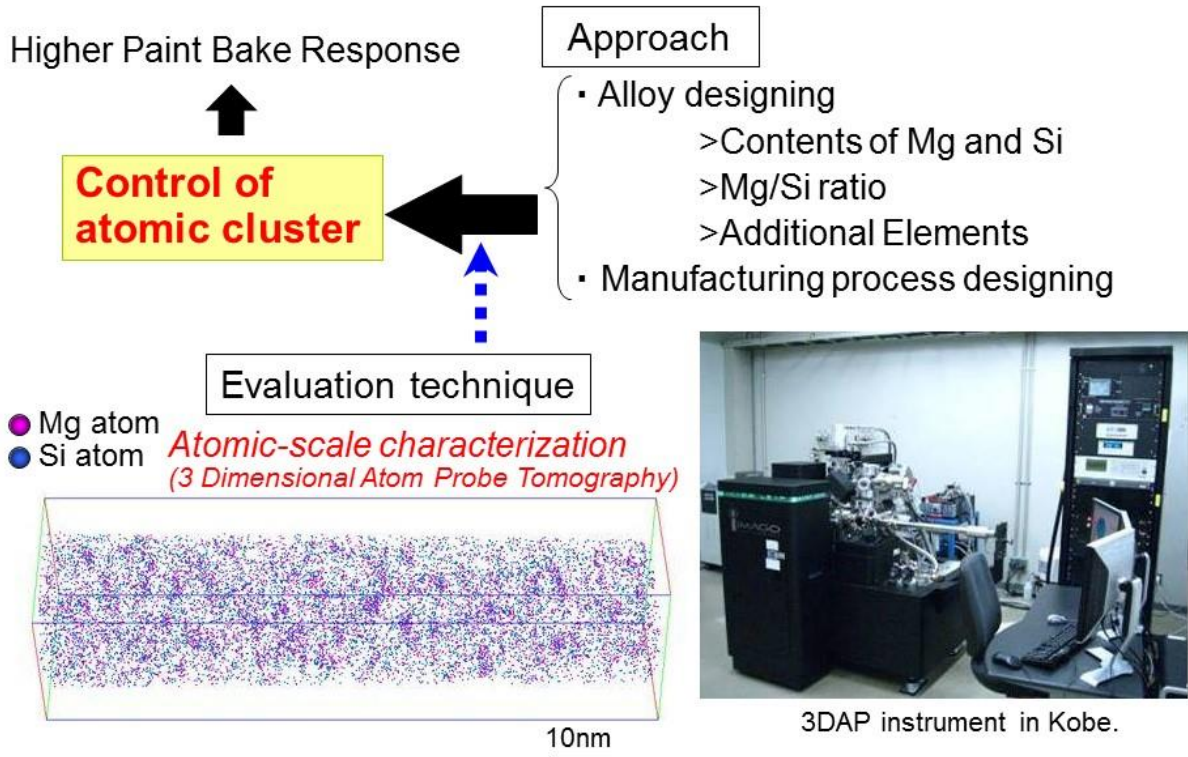 Higher Paint Bake Response
Approach
・Alloy designing
>Contents of Mg and Si
>Mg/Si ratio
>Additional Elements
・Manufacturing process designing
Control of
atomic cluster
Evaluation technique
Mg atom
Si atom
Atomic-scale characterization
(3 Dimensional Atom Probe Tomography)
10nm
IMAGO
3DAP instrument in Kobe.